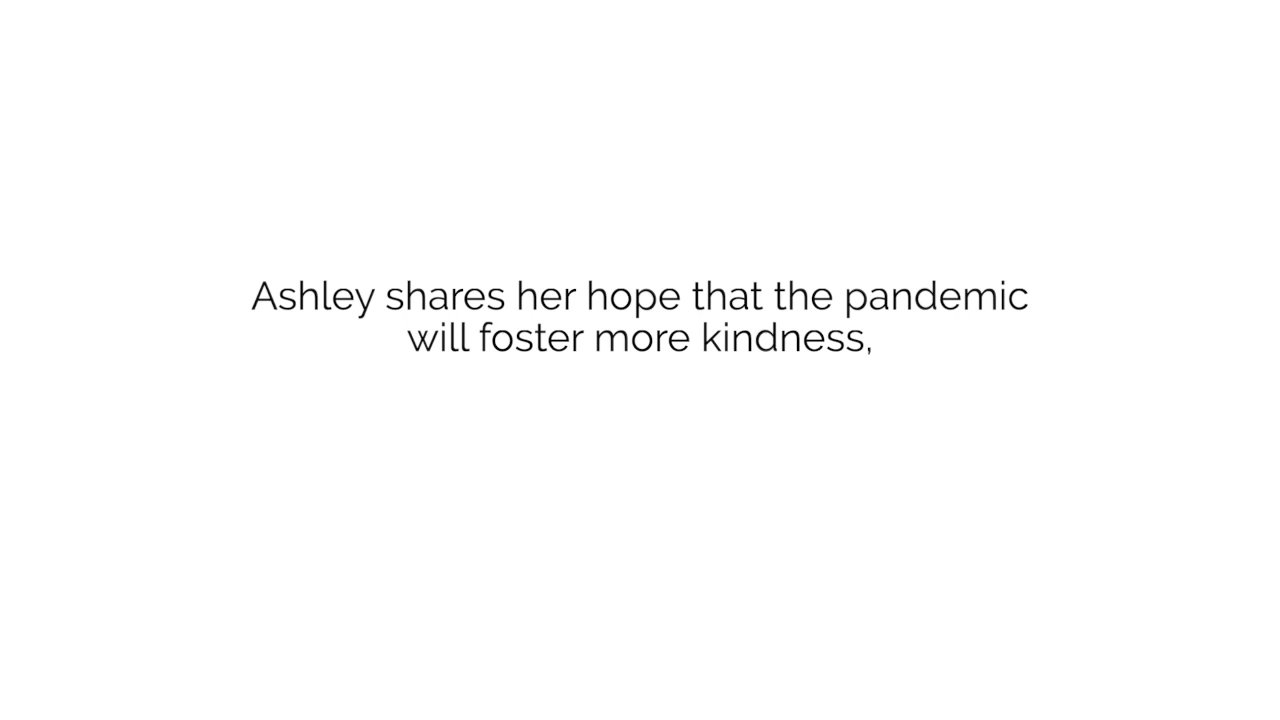 Ashley shares her hope that the pandemic
will foster more kindness,